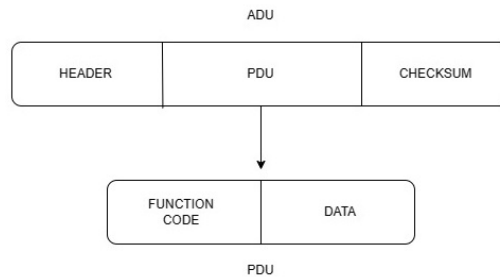 ADU
HEADER
PDU
CHECKSUM
FUNCTION
CODE
DATA
PDU